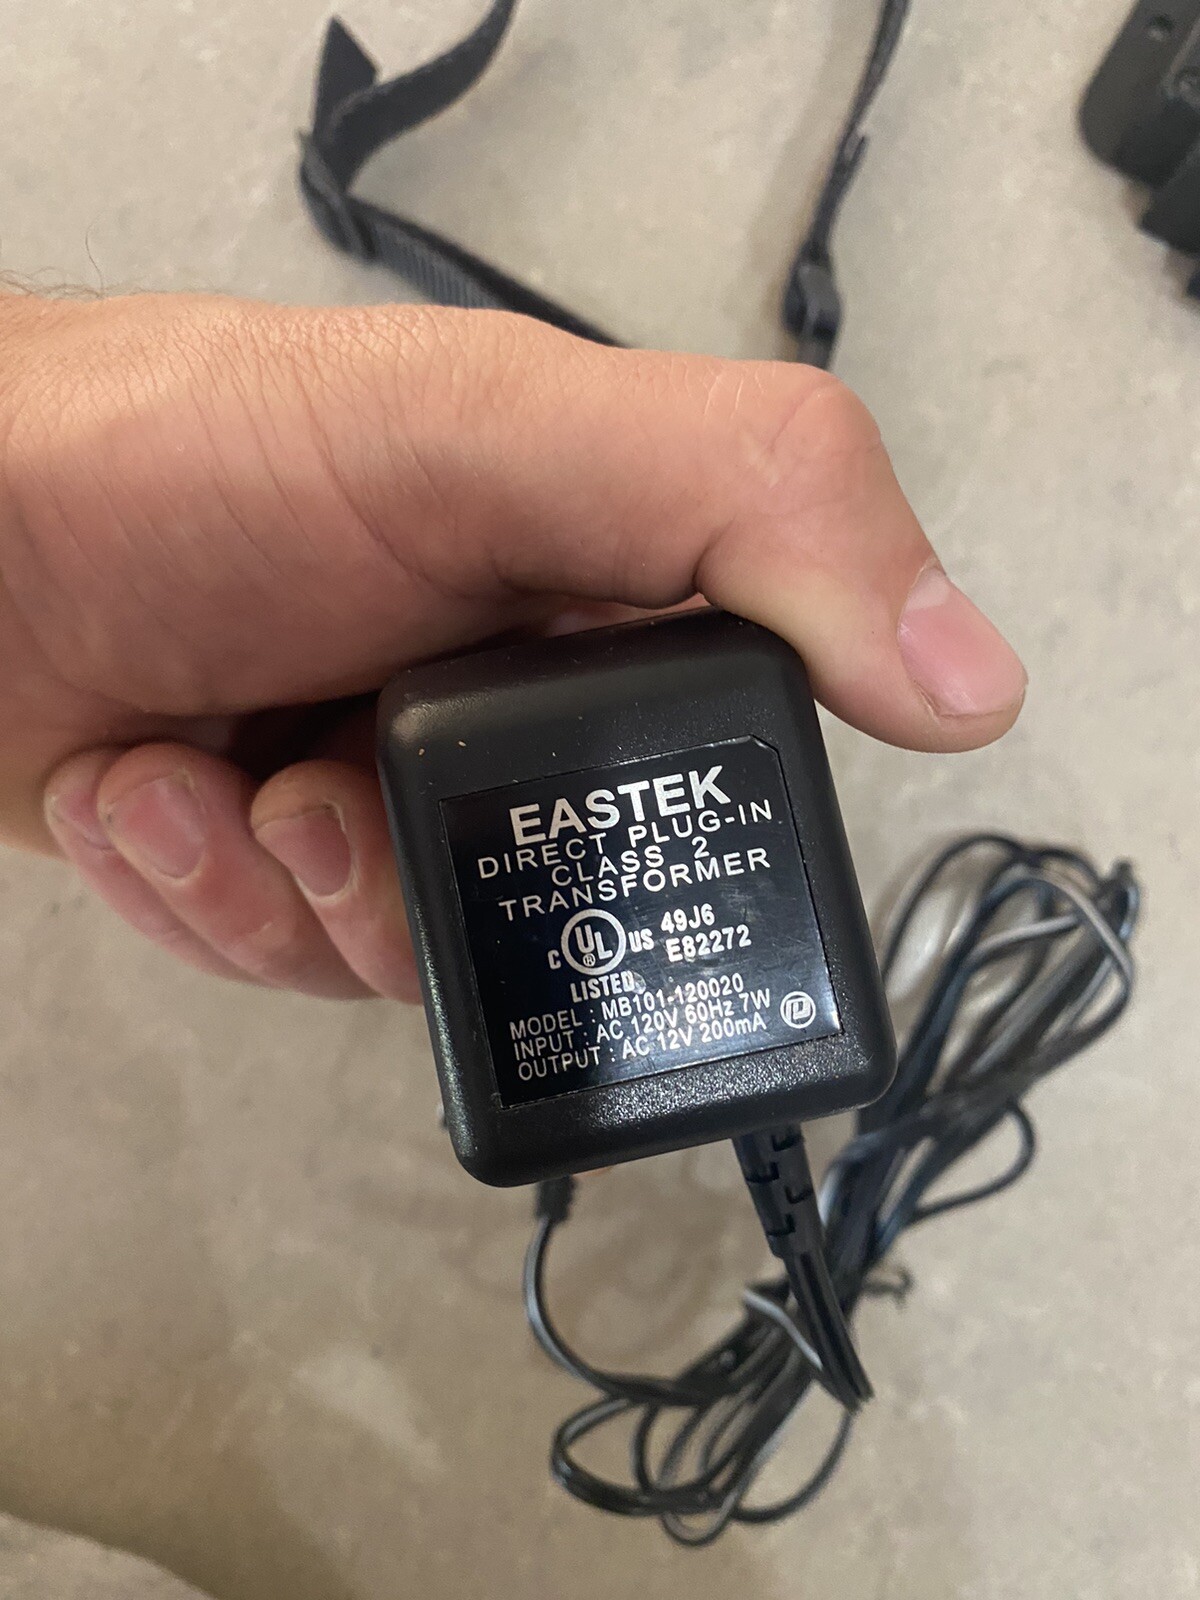 EASTEK
DIRECT PLUG-IN
CLASS 2
TRANSFORMER
C UL ® US 49J6
E82272
LISTED
MODEL : MB101-120020
INPUT : AC 120V 60Hz 7W
OUTPUT : AC 12V 200mA